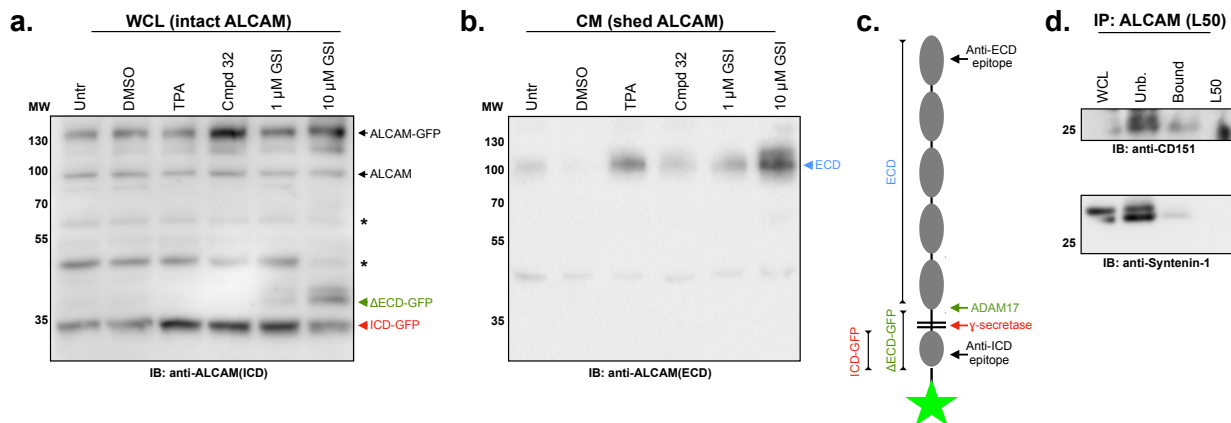 a.
WCL (intact ALCAM)
Untr
DMSO
TPA
Cmpd 32
1 µM GSI
10 µM GSI
MW
130
100
70
55
35
ALCAM-GFP
ALCAM
*
*
ΔECD-GFP
ICD-GFP
IB: anti-ALCAM(ICD)
b.
CM (shed ALCAM)
Untr
DMSO
TPA
Cmpd 32
1 µM GSI
10 µM GSI
MW
130
100
70
55
35
ECD
IB: anti-ALCAM(ECD)
c.
Anti-ECD
epitope
ECD
ADAM17
γ-secretase
Anti-ICD
epitope
ICD-GFP
ΔECD-GFP
d.
IP: ALCAM (L50)
WCL
Unb.
Bound
L50
25
IB: anti-CD151
25
IB: anti-Syntenin-1